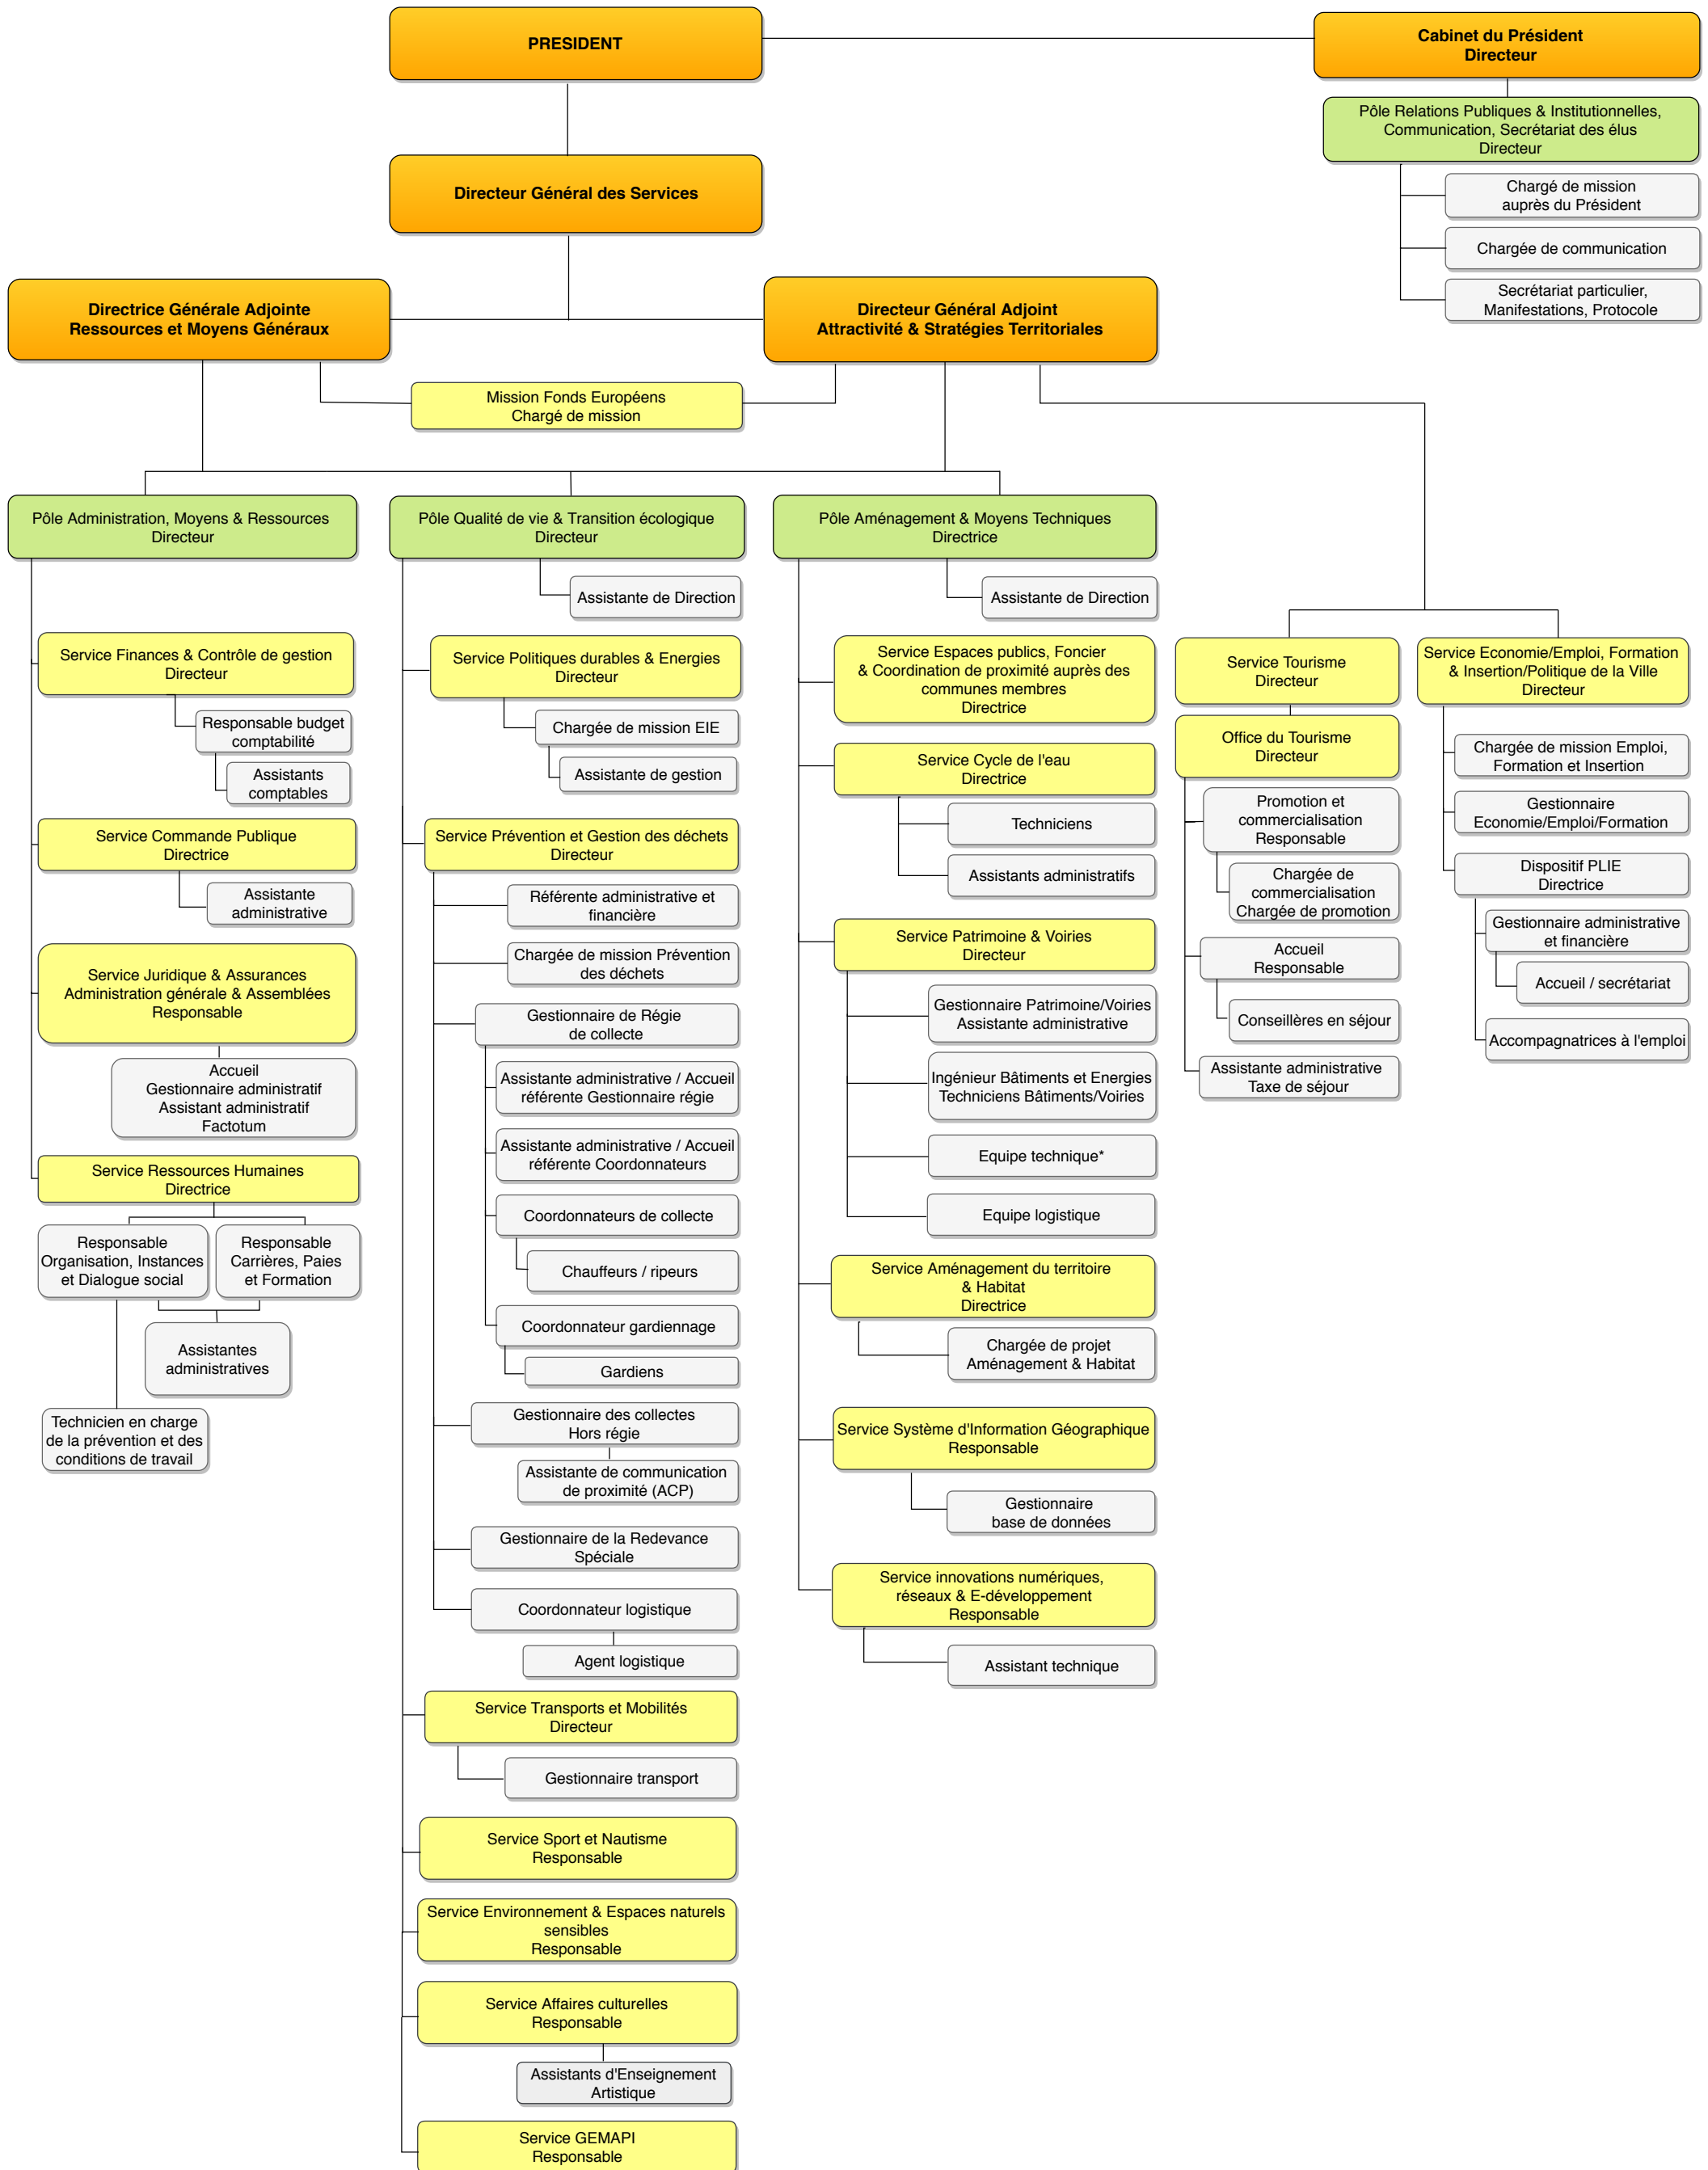 PRESIDENT
Cabinet du Président
Directeur
Pôle Relations Publiques & Institutionnelles,
Communication, Secrétariat des élus
Directeur
Chargé de mission
auprès du Président
Chargée de communication
Secrétariat particulier,
Manifestations, Protocole
Directeur Général des Services
Directrice Générale Adjointe
Ressources et Moyens Généraux
Directeur Général Adjoint
Attractivité & Stratégies Territoriales
Mission Fonds Européens
Chargé de mission
Pôle Administration, Moyens & Ressources
Directeur
Service Finances & Contrôle de gestion
Directeur
Responsable budget
comptabilité
Assistants
comptables
Service Commande Publique
Directrice
Assistante
administrative
Service Juridique & Assurances
Administration générale & Assemblées
Responsable
Accueil
Gestionnaire administratif
Assistant administratif
Factotum
Service Ressources Humaines
Directrice
Responsable
Organisation, Instances
et Dialogue social
Responsable
Carrières, Paies
et Formation
Assistantes
administratives
Technicien en charge
de la prévention et des
conditions de travail
Pôle Qualité de vie & Transition écologique
Directeur
Assistante de Direction
Service Politiques durables & Energies
Directeur
Chargée de mission EIE
Assistante de gestion
Service Prévention et Gestion des déchets
Directeur
Référente administrative et
financière
Chargée de mission Prévention
des déchets
Gestionnaire de Régie
de collecte
Assistante administrative / Accueil
référente Gestionnaire régie
Assistante administrative / Accueil
référente Coordonnateurs
Coordonnateurs de collecte
Chauffeurs / ripeurs
Coordonnateur gardiennage
Gardiens
Gestionnaire des collectes
Hors régie
Assistante de communication
de proximité (ACP)
Gestionnaire de la Redevance
Spéciale
Coordonnateur logistique
Agent logistique
Service Transports et Mobilités
Directeur
Gestionnaire transport
Service Sport et Nautisme
Responsable
Service Environnement & Espaces naturels
sensibles
Responsable
Service Affaires culturelles
Responsable
Assistants d'Enseignement
Artistique
Service GEMAPI
Responsable
Pôle Aménagement & Moyens Techniques
Directrice
Assistante de Direction
Service Espaces publics, Foncier
& Coordination de proximité auprès des
communes membres
Directrice
Service Cycle de l'eau
Directrice
Techniciens
Assistants administratifs
Service Patrimoine & Voiries
Directeur
Gestionnaire Patrimoine/Voiries
Assistante administrative
Ingénieur Bâtiments et Energies
Techniciens Bâtiments/Voiries
Equipe technique*
Equipe logistique
Service Aménagement du territoire
& Habitat
Directrice
Chargée de projet
Aménagement & Habitat
Service Système d'Information Géographique
Responsable
Gestionnaire
base de données
Service innovations numériques,
réseaux & E-développement
Responsable
Assistant technique
Service Tourisme
Directeur
Office du Tourisme
Directeur
Promotion et
commercialisation
Responsable
Chargée de
commercialisation
Chargée de promotion
Accueil
Responsable
Conseillères en séjour
Assistante administrative
Taxe de séjour
Service Economie/Emploi, Formation
& Insertion/Politique de la Ville
Directeur
Chargée de mission Emploi,
Formation et Insertion
Gestionnaire
Economie/Emploi/Formation
Dispositif PLIE
Directrice
Gestionnaire administrative
et financière
Accueil / secrétariat
Accompagnatrices à l'emploi